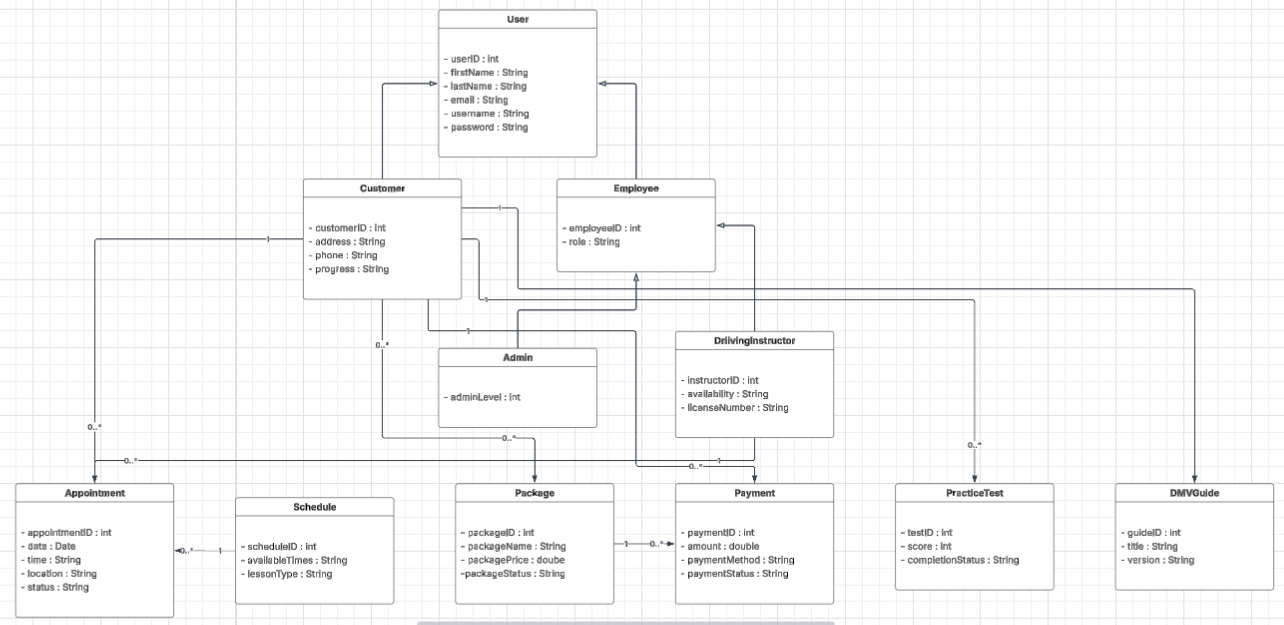 User
- userID : int
- firstName : String
- lastName : String
- email : String
- username : String
- password : String
Customer
- customerID : int
- address : String
- phone : String
- progress : String
Employee
- employeeID : int
- role : String
1
1
1
1
0..*
Admin
- adminLevel : int
DriivingInstructor
- instructorID : int
- availability : String
- licenseNumber : String
0..*
0..*
0..*
0..*
1
0..*
Appointment
- appointmentID : int
- date : Date
- time : String
- location : String
- status : String
0..*
1
Schedule
- scheduleID : int
- availableTimes : String
- lessonType : String
Package
- packageID : int
- packageName : String
- packagePrice : doube
-packageStatus : String
1
0..*
Payment
- paymentID : int
- amount : double
- paymentMethod : String
- paymentStatus : String
PracticeTest
- testID : int
- score : int
- completionStatus : String
DMVGuide
- guideID : int
- title : String
- version : String